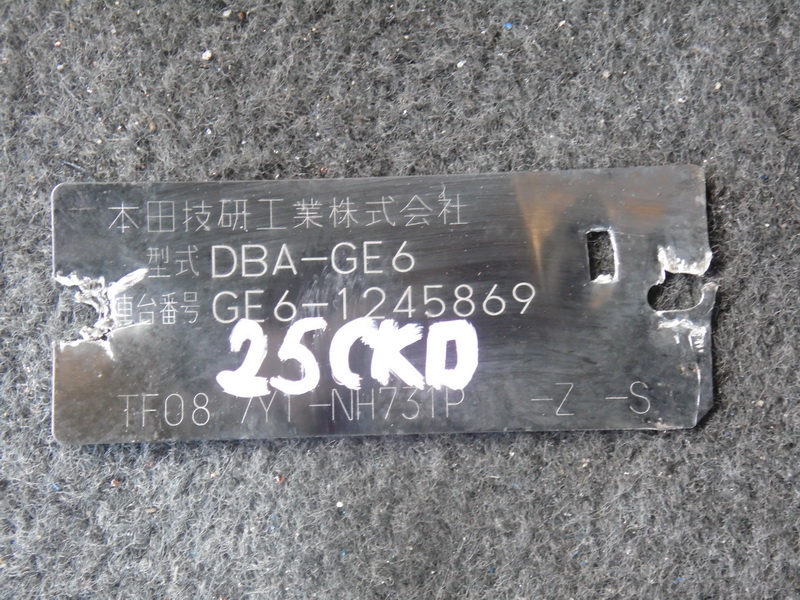 本田技研工業株式会社
型式 DBA-GE6
車台番号 GE6-1245869
25CKD
TF08 /YT -NH731P -Z -S